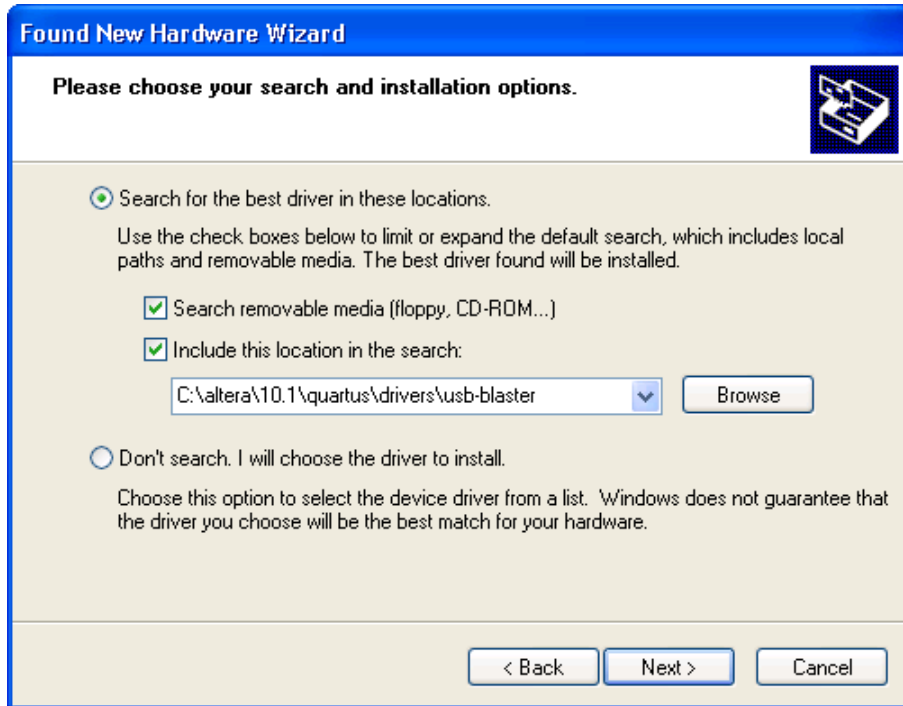 Found New Hardware Wizard
Please choose your search and installation options.
Search for the best driver in these locations.
Use the check boxes below to limit or expand the default search, which includes local
paths and removable media. The best driver found will be installed.
Search removable media (floppy, CD-ROM...)
Include this location in the search:
C:\altera\10.1\quartus\drivers\usb-blaster
Browse
Don't search. I will choose the driver to install.
Choose this option to select the device driver from a list. Windows does not guarantee that
the driver you choose will be the best match for your hardware.
< Back
Next >
Cancel